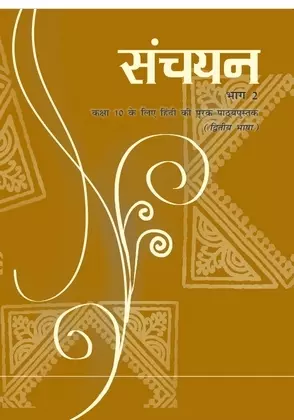 संचयन
भाग 2
कक्षा 10 के लिए हिंदी की पूरक पाठ्यपुस्तक
(द्वितीय भाषा)